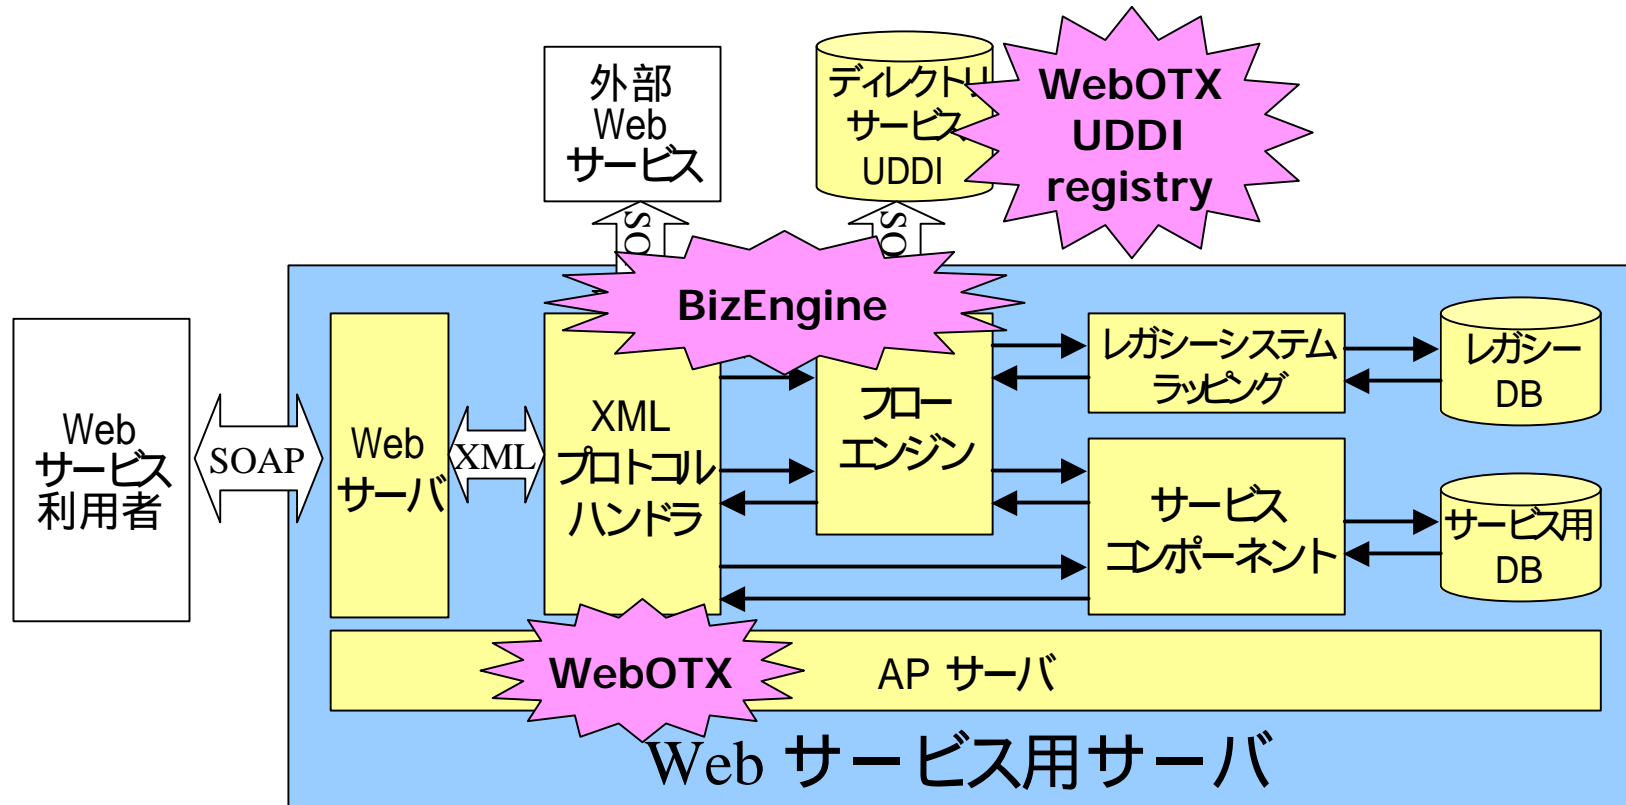 外部
Web
サービス
ディレクトリ
サービス
UDDI
WebOTX
UDDI
registry
SO
SO
BizEngine
Web
サービス
利用者
SOAP
Web
サーバ
XML
XML
プロトコル
ハンドラ
フロー
エンジン
レガシーシステム
ラッピング
レガシー
DB
サービス
コンポーネント
サービス用
DB
WebOTX
AP サーバ
Web サービス用サーバ